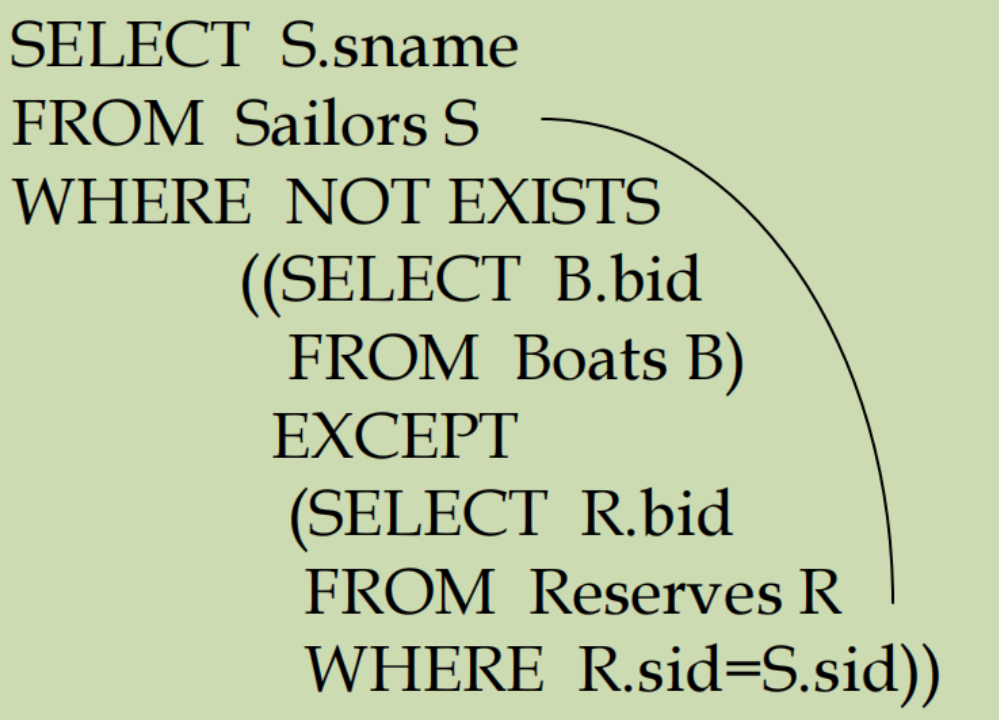 SELECT S.sname
FROM Sailors S
WHERE NOT EXISTS
((SELECT B.bid
FROM Boats B)
EXCEPT
(SELECT R.bid
FROM Reserves R
WHERE R.sid=S.sid))